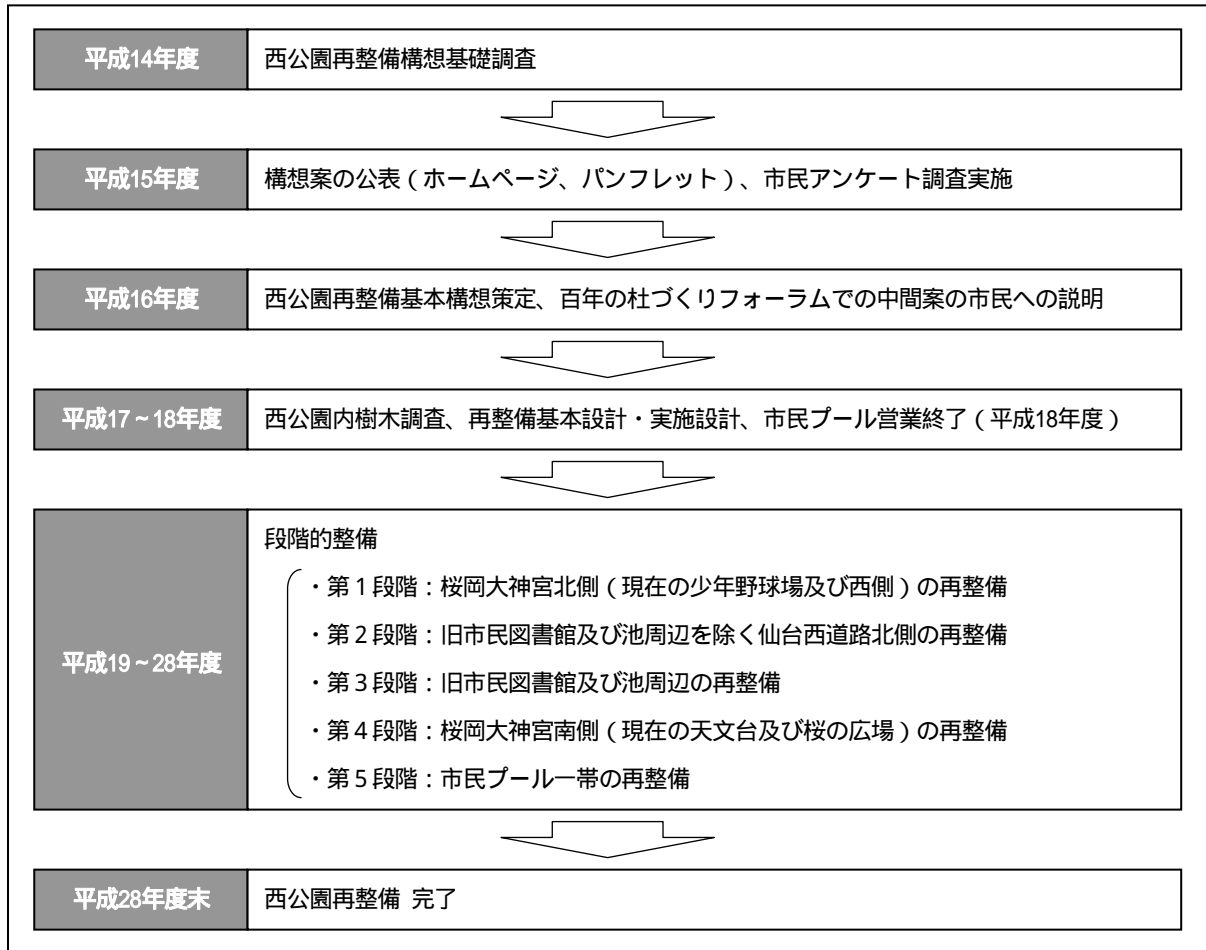 平成14年度 西公園再整備構想基礎調査
平成15年度 構想案の公表（ホームページ、パンフレット）、市民アンケート調査実施
平成16年度 西公園再整備基本構想策定、百年の杜づくりフォーラムでの中間案の市民への説明
平成17～18年度 西公園内樹木調査、再整備基本設計・実施設計、市民プール営業終了（平成18年度）
平成19～28年度
段階的整備
・第１段階：桜岡大神宮北側（現在の少年野球場及び西側）の再整備
・第２段階：旧市民図書館及び池周辺を除く仙台西道路北側の再整備
・第３段階：旧市民図書館及び池周辺の再整備
・第４段階：桜岡大神宮南側（現在の天文台及び桜の広場）の再整備
・第５段階：市民プール一帯の再整備
平成28年度末 西公園再整備 完了